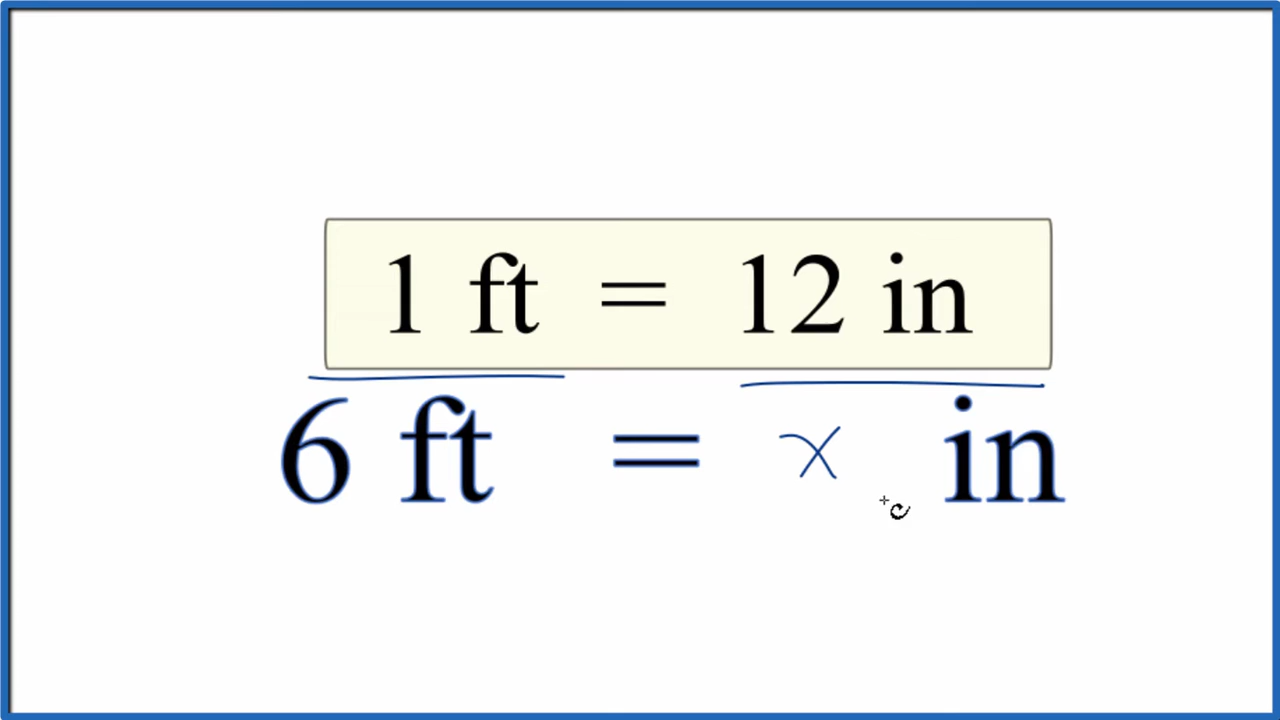 1 ft = 12 in
6 ft = x in